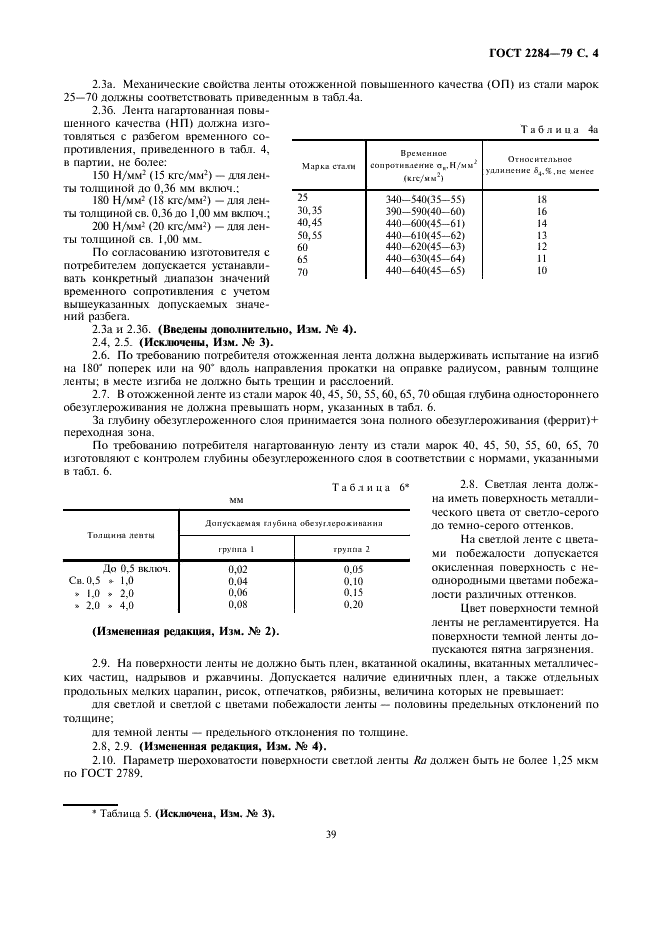 ГОСТ 2284—79 С. 4
2.3а. Механические свойства ленты отожженной повышенного качества (ОП) из стали марок
25—70 должны соответствовать приведенным в табл.4а.
2.3б. Лента нагартованная повы-
шенного качества (НП) должна изго-
товляться с разбегом временного со-
противления, приведенного в табл. 4,
в партии, не более:
150 Н/мм² (15 кгс/мм²) — для лен-
ты толщиной до 0,36 мм включ.;
180 Н/мм² (18 кгс/мм²) — для лен-
ты толщиной св. 0,36 до 1,00 мм включ.;
200 Н/мм² (20 кгс/мм²) — для лен-
ты толщиной св. 1,00 мм.
По согласованию изготовителя с
потребителем допускается устанавли-
вать конкретный диапазон значений
временного сопротивления с учетом
вышеуказанных допускаемых значе-
ний разбега.
Таблица 4а
Марка стали
Временное
сопротивление σв, Н/мм²
(кгс/мм²)
Относительное
удлинение δ4, %, не менее
25 340—540(35—55) 18
30,35 390—590(40—60) 16
40,45 440—600(45—61) 14
50,55 440—610(45—62) 13
60 440—620(45—63) 12
65 440—630(45—64) 11
70 440—640(45—65) 10
2.3а и 2.3б. (Введены дополнительно, Изм. № 4).
2.4, 2.5. (Исключены, Изм. № 3).
2.6. По требованию потребителя отожженная лента должна выдерживать испытание на изгиб
на 180° поперек или на 90° вдоль направления прокатки на оправке радиусом, равным толщине
ленты; в месте изгиба не должно быть трещин и расслоений.
2.7. В отожженной ленте из стали марок 40, 45, 50, 55, 60, 65, 70 общая глубина одностороннего
обезуглероживания не должна превышать норм, указанных в табл. 6.
За глубину обезуглероженного слоя принимается зона полного обезуглероживания (феррит)+
переходная зона.
По требованию потребителя нагартованную ленту из стали марок 40, 45, 50, 55, 60, 65, 70
изготовляют с контролем глубины обезуглероженного слоя в соответствии с нормами, указанными
в табл. 6.
Таблица 6*
мм
Толщина ленты
Допускаемая глубина обезуглероживания
группа 1 группа 2
До 0,5 включ. 0,02 0,05
Св. 0,5 » 1,0 0,04 0,10
» 1,0 » 2,0 0,06 0,15
» 2,0 » 4,0 0,08 0,20
(Измененная редакция, Изм. № 2).
2.8. Светлая лента долж-
на иметь поверхность металли-
ческого цвета от светло-серого
до темно-серого оттенков.
На светлой ленте с цвета-
ми побежалости допускается
окисленная поверхность с не-
однородными цветами побежа-
лости различных оттенков.
Цвет поверхности темной
ленты не регламентируется. На
поверхности темной ленты до-
пускаются пятна загрязнения.
2.9. На поверхности ленты не должно быть плен, вкатанной окалины, вкатанных металличес-
ких частиц, надрывов и ржавчины. Допускается наличие единичных плен, а также отдельных
продольных мелких царапин, рисок, отпечатков, рябизны, величина которых не превышает:
для светлой и светлой с цветами побежалости ленты — половины предельных отклонений по
толщине;
для темной ленты — предельного отклонения по толщине.
2.8, 2.9. (Измененная редакция, Изм. № 4).
2.10. Параметр шероховатости поверхности светлой ленты Ra должен быть не более 1,25 мкм
по ГОСТ 2789.
* Таблица 5. (Исключена, Изм. № 3).
39